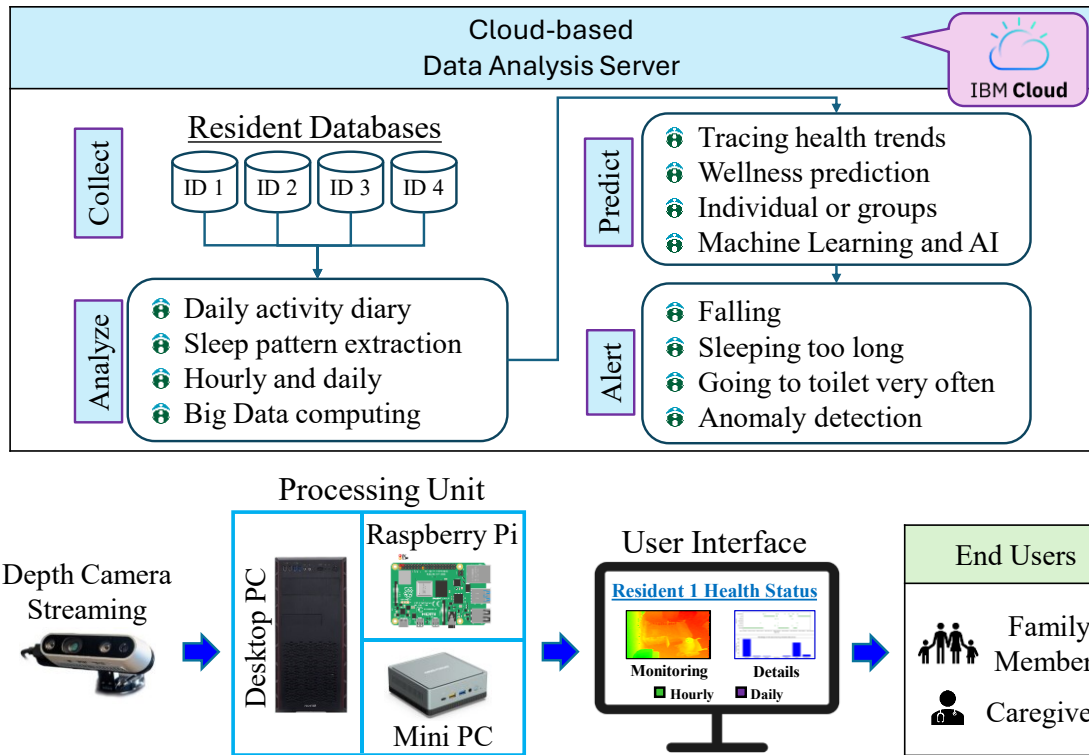 Cloud-based
Data Analysis Server
IBM Cloud
Collect
Resident Databases
ID 1
ID 2
ID 3
ID 4
Analyze
Daily activity diary
Sleep pattern extraction
Hourly and daily
Big Data computing
Predict
Tracing health trends
Wellness prediction
Individual or groups
Machine Learning and AI
Alert
Falling
Sleeping too long
Going to toilet very often
Anomaly detection
Depth Camera
Streaming
Processing Unit
Desktop PC
Raspberry Pi
Mini PC
User Interface
Resident 1 Health Status
Monitoring
Details
Hourly
Daily
End Users
Family
Member
Caregive